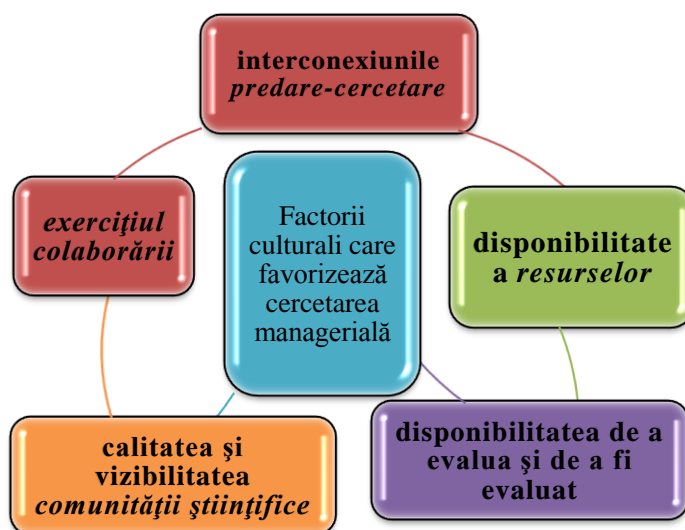 interconexiunile
predare-cercetare
exerciţiul
colaborării
Factorii
culturali care
favorizează
cercetarea
managerială
disponibilitate
a resurselor
calitatea şi
vizibilitatea
comunităţii ştiinţifice
disponibilitatea de a
evalua şi de a fi
evaluat